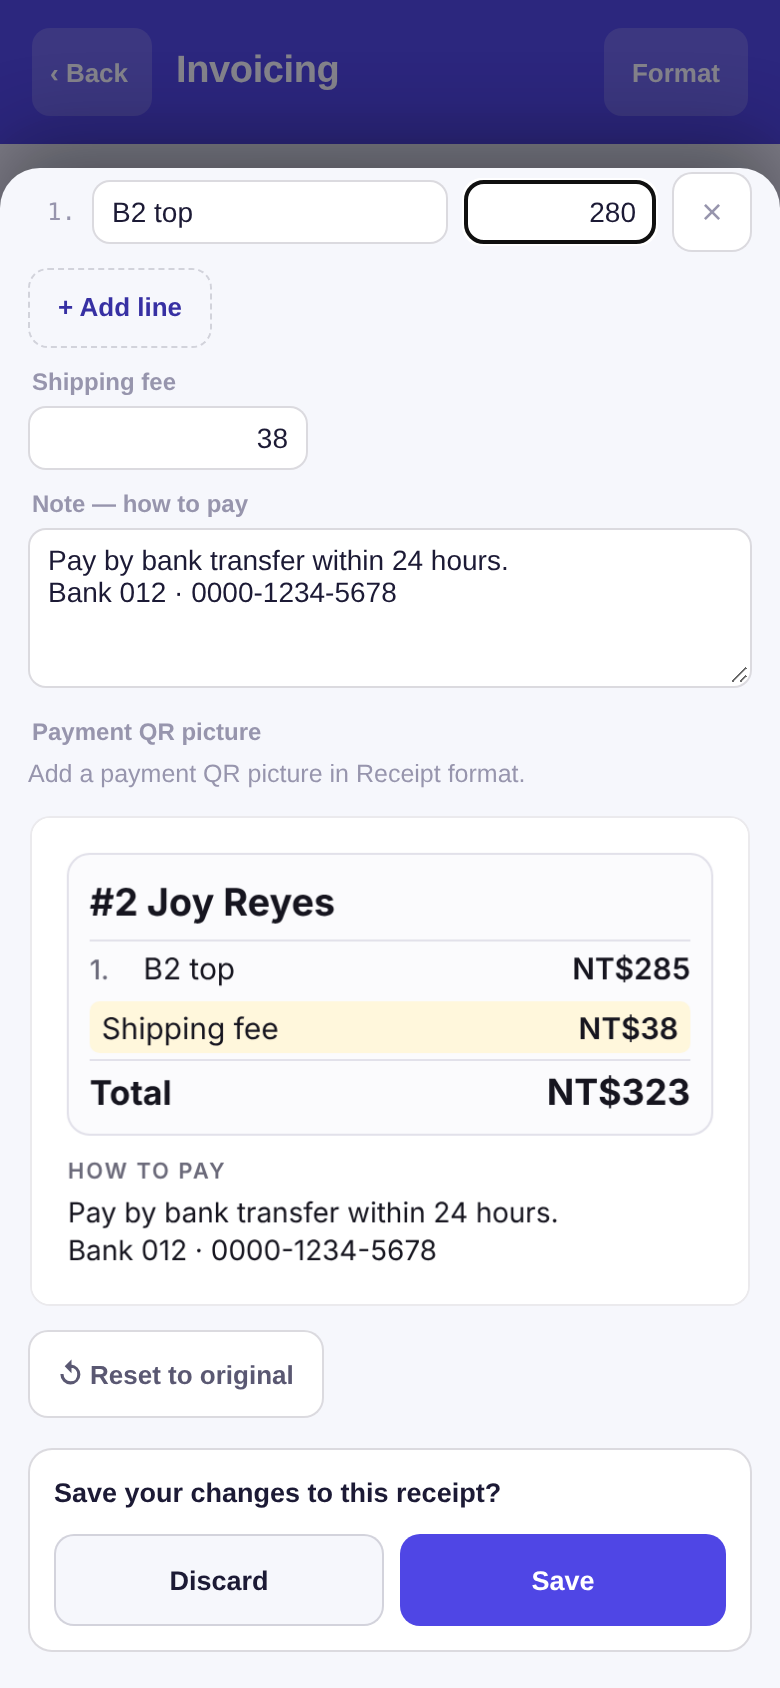 ‹ Back
Invoicing
Format
1.
B2 top
280
×
+ Add line
Shipping fee
38
Note — how to pay
Pay by bank transfer within 24 hours.
Bank 012 · 0000-1234-5678
Payment QR picture
Add a payment QR picture in Receipt format.
#2 Joy Reyes
1. B2 top NT$285
Shipping fee NT$38
Total NT$323
HOW TO PAY
Pay by bank transfer within 24 hours.
Bank 012 · 0000-1234-5678
Reset to original
Save your changes to this receipt?
Discard
Save